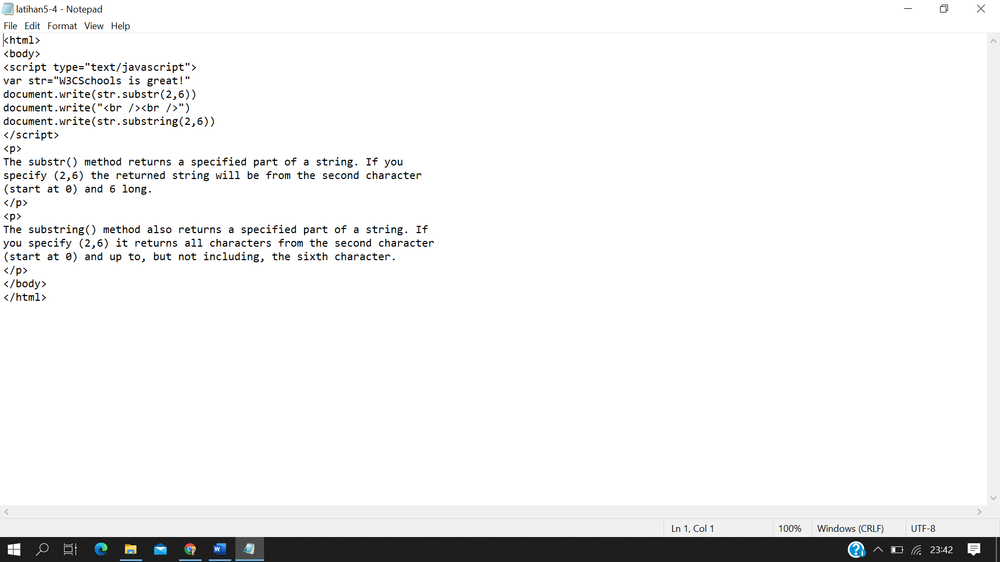 latihan5-4 - Notepad
File Edit Format View Help
<html>
<body>
<script type="text/javascript">
var str="W3CSchools is great!"
document.write(str.substr(2,6))
document.write("<br /><br />")
document.write(str.substring(2,6))
</script>
<p>
The substr() method returns a specified part of a string. If you
specify (2,6) the returned string will be from the second character
(start at 0) and 6 long.
</p>
<p>
The substring() method also returns a specified part of a string. If
you specify (2,6) it returns all characters from the second character
(start at 0) and up to, but not including, the sixth character.
</p>
</body>
</html>
Ln 1, Col 1 100% Windows (CRLF) UTF-8
23:42